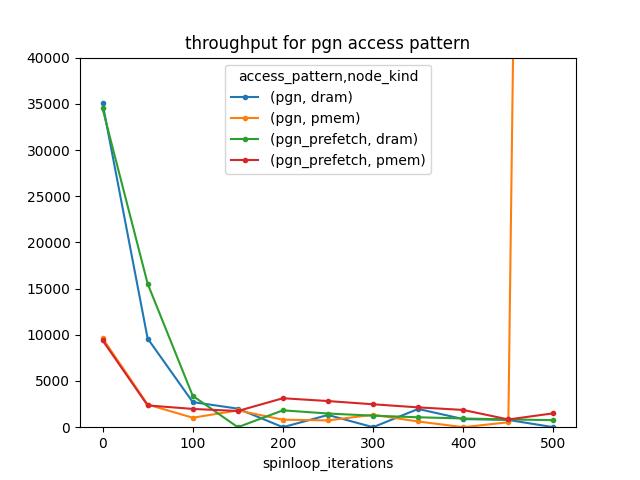 throughput for pgn access pattern
40000
35000
30000
25000
20000
15000
10000
5000
0
access_pattern,node_kind
(pgn, dram)
(pgn, pmem)
(pgn_prefetch, dram)
(pgn_prefetch, pmem)
0 100 200 300 400 500
spinloop_iterations